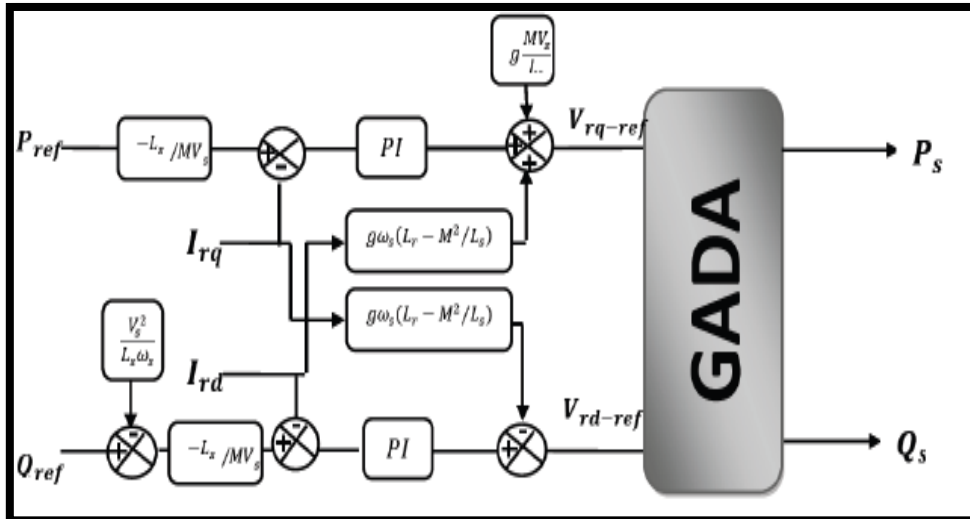 g MV_s / L..
P_ref
-L_s /MV_s
+
-
PI
+
+
+
V_rq-ref
P_s
I_rq
gω_s(L_r − M²/L_s)
gω_s(L_r − M²/L_s)
GADA
V_s² / L_sω_s
I_rd
V_rd-ref
Q_ref
+
-
-L_s /MV_s
+
-
PI
+
-
Q_s